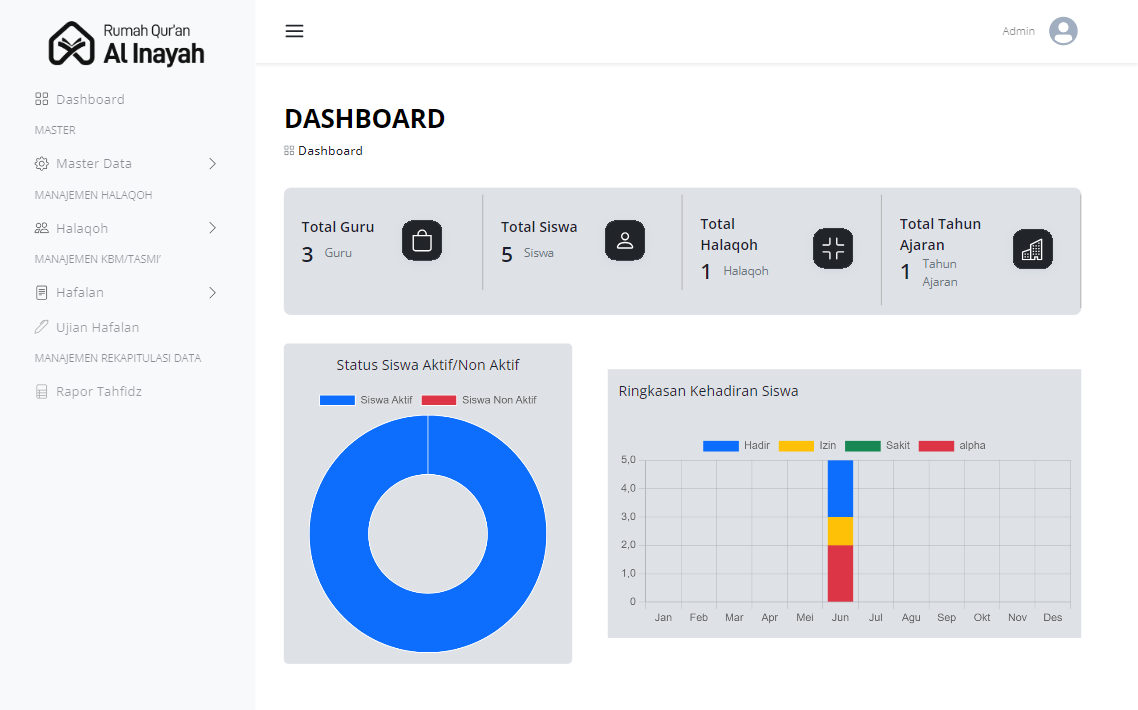 Rumah Qur'an
Al Inayah
Admin
Dashboard
MASTER
Master Data
MANAJEMEN HALAQOH
Halaqoh
MANAJEMEN KBM/TASMI'
Hafalan
Ujian Hafalan
MANAJEMEN REKAPITULASI DATA
Rapor Tahfidz
DASHBOARD
Dashboard
Total Guru
3 Guru
Total Siswa
5 Siswa
Total
Halaqoh
1 Halaqoh
Total Tahun
Ajaran
1 Tahun
Ajaran
Status Siswa Aktif/Non Aktif
Siswa Aktif Siswa Non Aktif
Ringkasan Kehadiran Siswa
Hadir Izin Sakit alpha
5,0
4,0
3,0
2,0
1,0
0
Jan Feb Mar Apr Mei Jun Jul Agu Sep Okt Nov Des